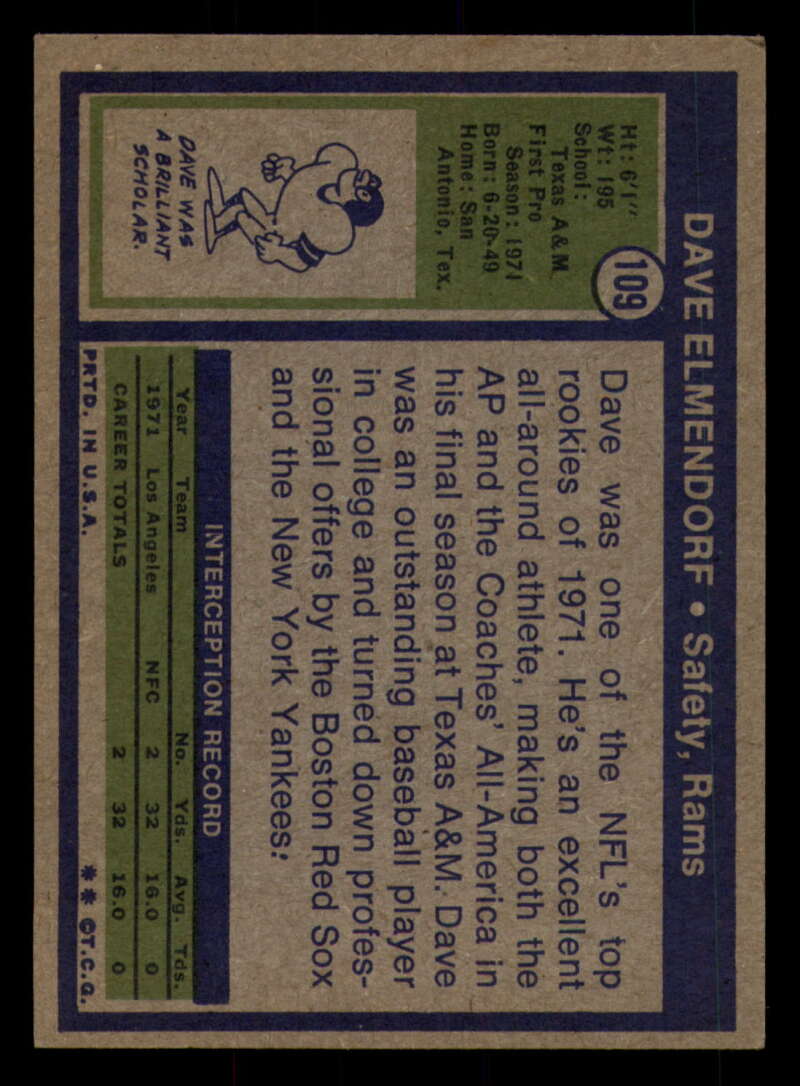 DAVE ELMENDORF • Safety, Rams
109
Ht: 6'1"
Wt: 195
School:
Texas A&M
First Pro
Season: 1971
Born: 6-20-49
Home: San
Antonio, Tex.
DAVE WAS
A BRILLIANT
SCHOLAR.
Dave was one of the NFL's top
rookies of 1971. He's an excellent
all-around athlete, making both the
AP and the Coaches' All-America in
his final season at Texas A&M. Dave
was an outstanding baseball player
in college and turned down profes-
sional offers by the Boston Red Sox
and the New York Yankees.
INTERCEPTION RECORD
Year Team No. Yds. Avg. Tds.
1971 Los Angeles NFC 2 32 16.0 0
CAREER TOTALS 2 32 16.0 0
PRTD. IN U.S.A. ** ©T.C.G.